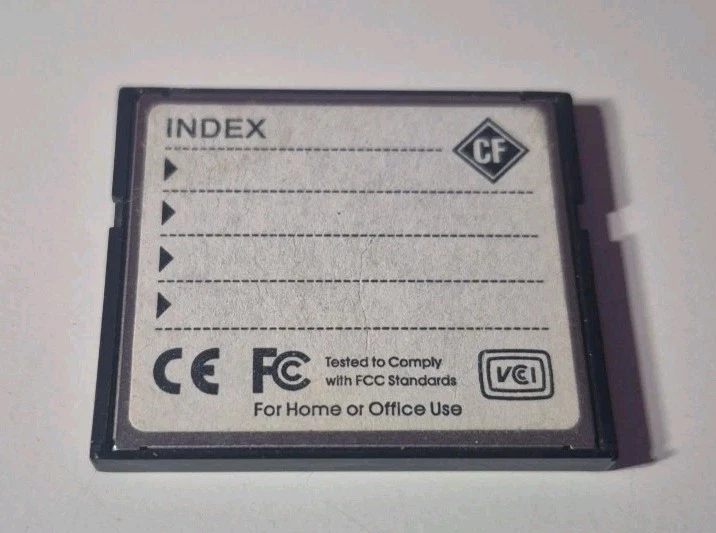 INDEX
CF
CE FC Tested to Comply
with FCC Standards
VCI
For Home or Office Use